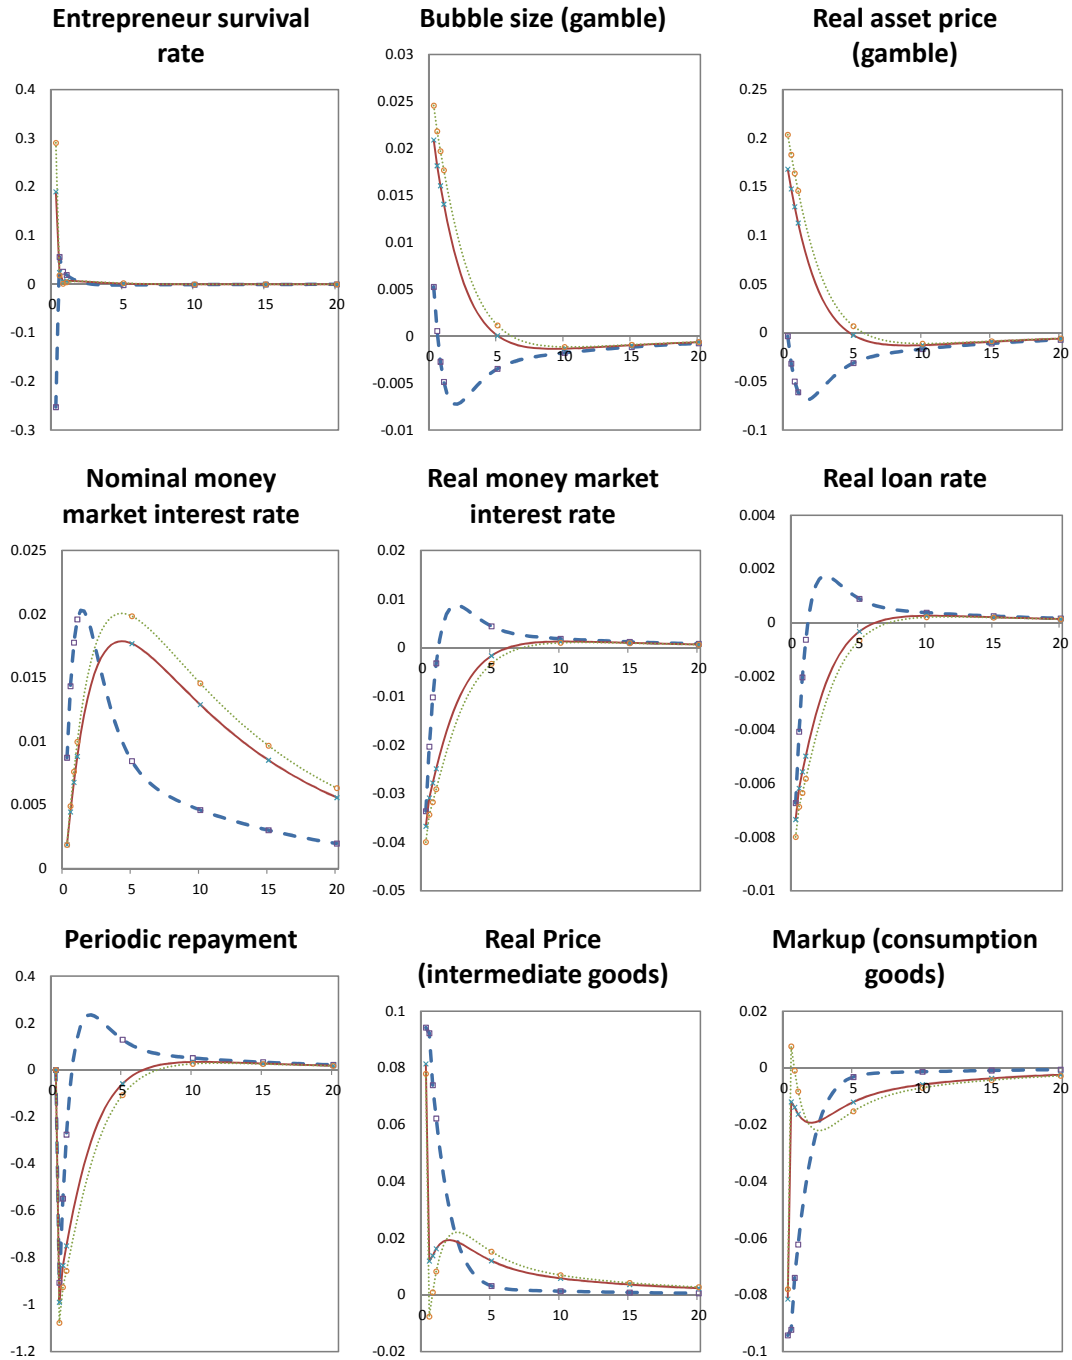 Entrepreneur survival
rate
0.4
0.3
0.2
0.1
0
-0.1
-0.2
-0.3
0 5 10 15 20
Bubble size (gamble)
0.03
0.025
0.02
0.015
0.01
0.005
0
-0.005
-0.01
0 5 10 15 20
Real asset price
(gamble)
0.25
0.2
0.15
0.1
0.05
0
-0.05
-0.1
0 5 10 15 20
Nominal money
market interest rate
0.025
0.02
0.015
0.01
0.005
0
0 5 10 15 20
Real money market
interest rate
0.02
0.01
0
-0.01
-0.02
-0.03
-0.04
-0.05
0 5 10 15 20
Real loan rate
0.004
0.002
0
-0.002
-0.004
-0.006
-0.008
-0.01
0 5 10 15 20
Periodic repayment
0.4
0.2
0
-0.2
-0.4
-0.6
-0.8
-1
-1.2
0 5 10 15 20
Real Price
(intermediate goods)
0.1
0.08
0.06
0.04
0.02
0
-0.02
0 5 10 15 20
Markup (consumption
goods)
0.02
0
-0.02
-0.04
-0.06
-0.08
-0.1
0 5 10 15 20